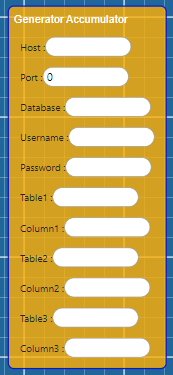 Generator Accumulator
Host :
Port : 0
Database :
Username :
Password :
Table1 :
Column1 :
Table2 :
Column2 :
Table3 :
Column3 :